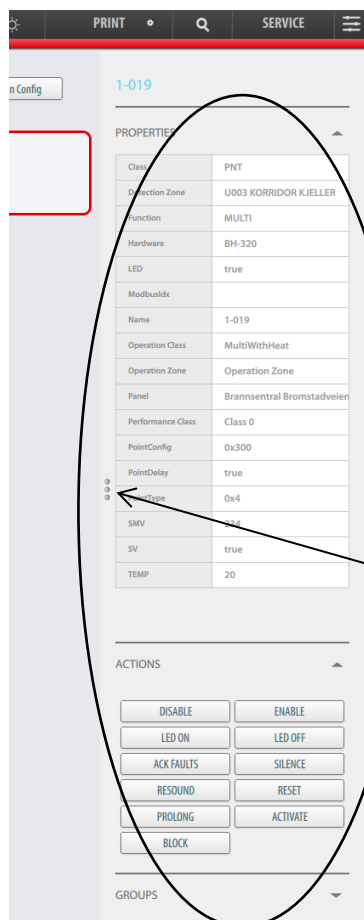 PRINT SERVICE
n Config
1-019
PROPERTIES
Class PNT
Detection Zone U003 KORRIDOR KJELLER
Function MULTI
Hardware BH-320
LED true
ModbusIdx
Name 1-019
Operation Class MultiWithHeat
Operation Zone Operation Zone
Panel Brannsentral Bromstadveien
Performance Class Class 0
PointConfig 0x300
PointDelay true
PointType 0x4
SMV 234
SV true
TEMP 20
ACTIONS
DISABLE ENABLE
LED ON LED OFF
ACK FAULTS SILENCE
RESOUND RESET
PROLONG ACTIVATE
BLOCK
GROUPS